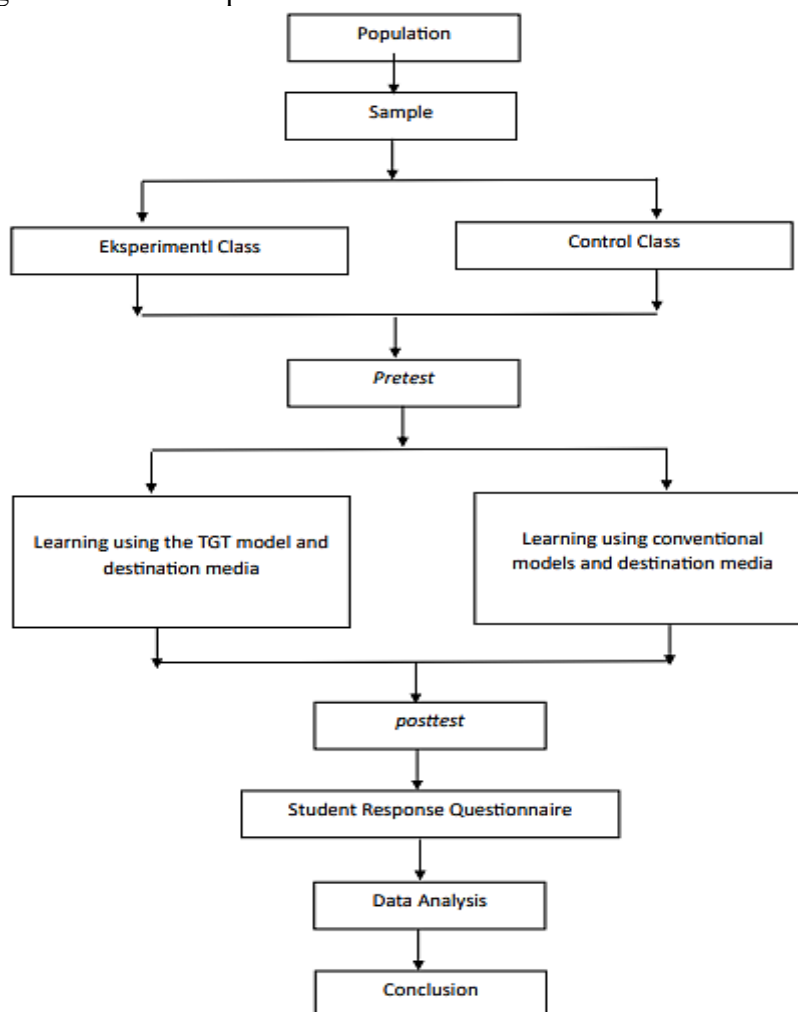 Population
Sample
Eksperimentl Class
Control Class
Pretest
Learning using the TGT model and
destination media
Learning using conventional
models and destination media
posttest
Student Response Questionnaire
Data Analysis
Conclusion